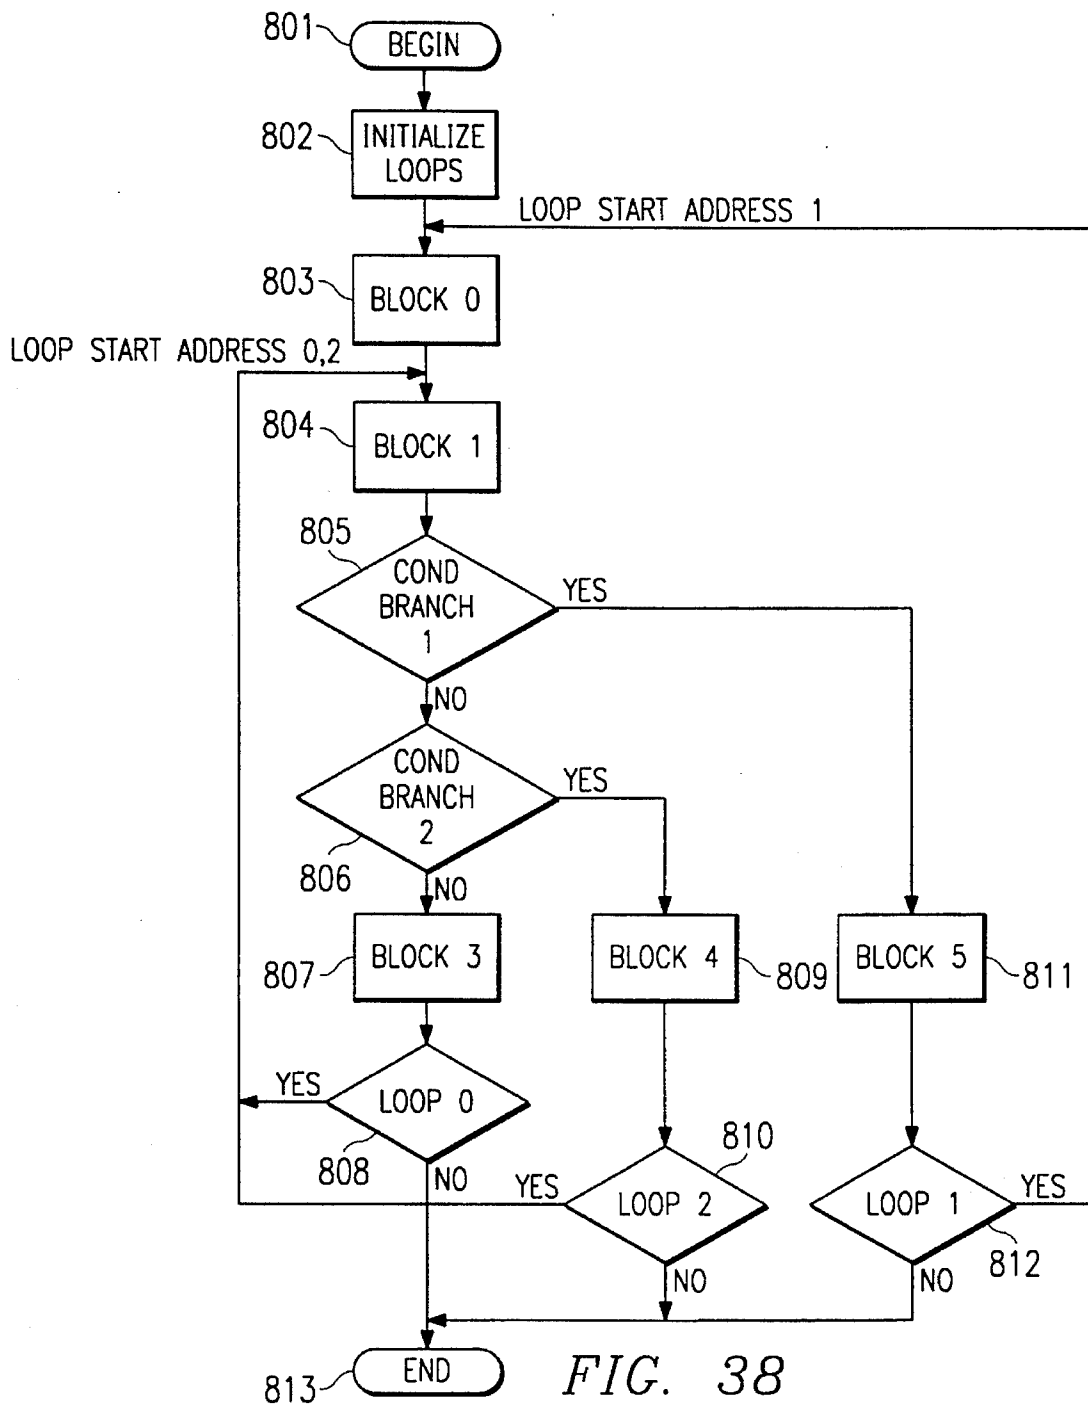 801
BEGIN
802
INITIALIZE
LOOPS
LOOP START ADDRESS 1
803
BLOCK 0
LOOP START ADDRESS 0,2
804
BLOCK 1
805
COND
BRANCH
1
YES
NO
COND
BRANCH
2
YES
806
NO
807
BLOCK 3
BLOCK 4
809
BLOCK 5
811
YES
LOOP 0
808
NO
810
YES
LOOP 2
NO
LOOP 1
YES
812
NO
END
813
FIG. 38